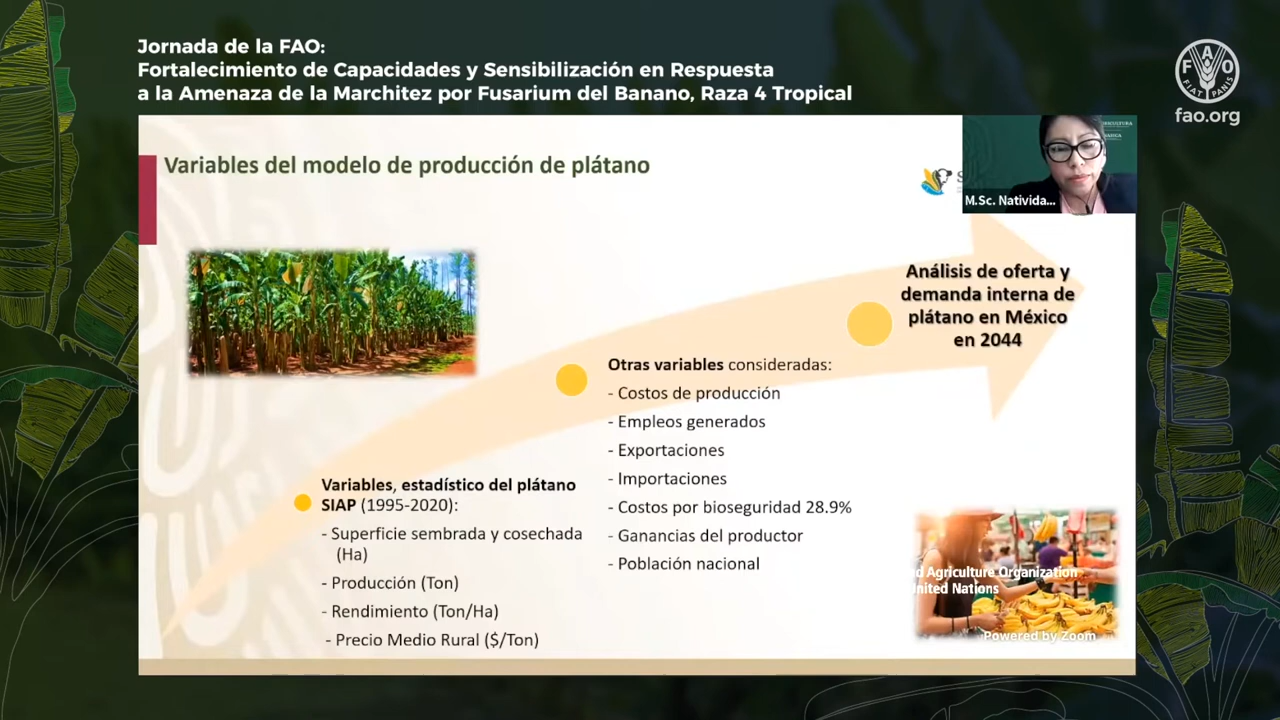 Jornada de la FAO:
Fortalecimiento de Capacidades y Sensibilización en Respuesta
a la Amenaza de la Marchitez por Fusarium del Banano, Raza 4 Tropical
F A O
FIAT PANIS
fao.org
Variables del modelo de producción de plátano
M.Sc. Nativida...
Análisis de oferta y
demanda interna de
plátano en México
en 2044
Otras variables consideradas:
- Costos de producción
- Empleos generados
- Exportaciones
- Importaciones
- Costos por bioseguridad 28.9%
- Ganancias del productor
- Población nacional
Variables, estadístico del plátano
SIAP (1995-2020):
- Superficie sembrada y cosechada
(Ha)
- Producción (Ton)
- Rendimiento (Ton/Ha)
- Precio Medio Rural ($/Ton)
d Agriculture Organization
United Nations
Powered by Zoom